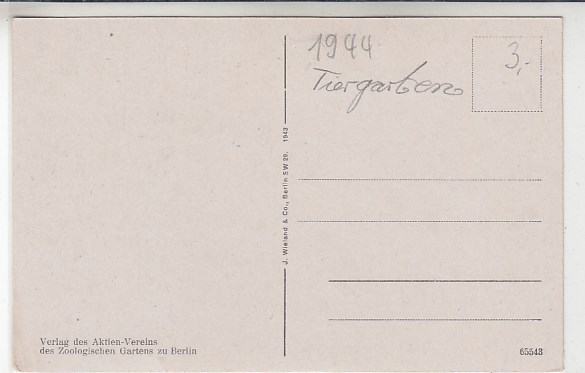 1944
Tiergarten
3,-
J. Wieland & Co., Berlin SW 29. 1943
Verlag des Aktien-Vereins
des Zoologischen Gartens zu Berlin
65543